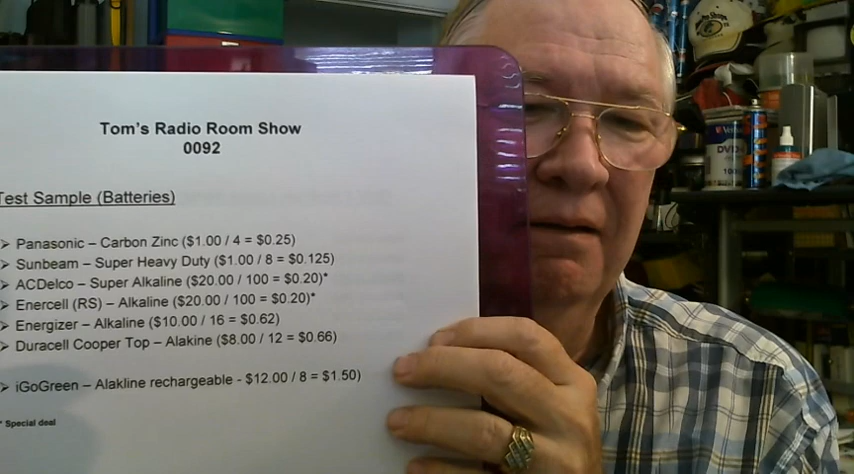 Tom's Radio Room Show
0092
Test Sample (Batteries)
➢ Panasonic – Carbon Zinc ($1.00 / 4 = $0.25)
➢ Sunbeam – Super Heavy Duty ($1.00 / 8 = $0.125)
➢ ACDelco – Super Alkaline ($20.00 / 100 = $0.20)*
➢ Enercell (RS) – Alkaline ($20.00 / 100 = $0.20)*
➢ Energizer – Alkaline ($10.00 / 16 = $0.62)
➢ Duracell Cooper Top – Alakine ($8.00 / 12 = $0.66)
➢ iGoGreen – Alakline rechargeable - $12.00 / 8 = $1.50)
* Special deal